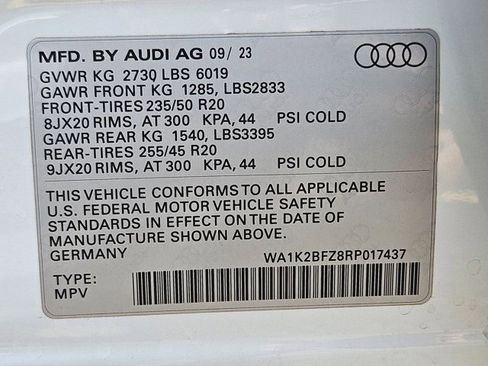 MFD. BY AUDI AG 09/ 23
GVWR KG 2730 LBS 6019
GAWR FRONT KG 1285, LBS2833
FRONT-TIRES 235/50 R20
8JX20 RIMS, AT 300 KPA, 44 PSI COLD
GAWR REAR KG 1540, LBS3395
REAR-TIRES 255/45 R20
9JX20 RIMS, AT 300 KPA, 44 PSI COLD
THIS VEHICLE CONFORMS TO ALL APPLICABLE
U.S. FEDERAL MOTOR VEHICLE SAFETY
STANDARDS IN EFFECT ON THE DATE OF
MANUFACTURE SHOWN ABOVE.
GERMANY WA1K2BFZ8RP017437
TYPE:
MPV